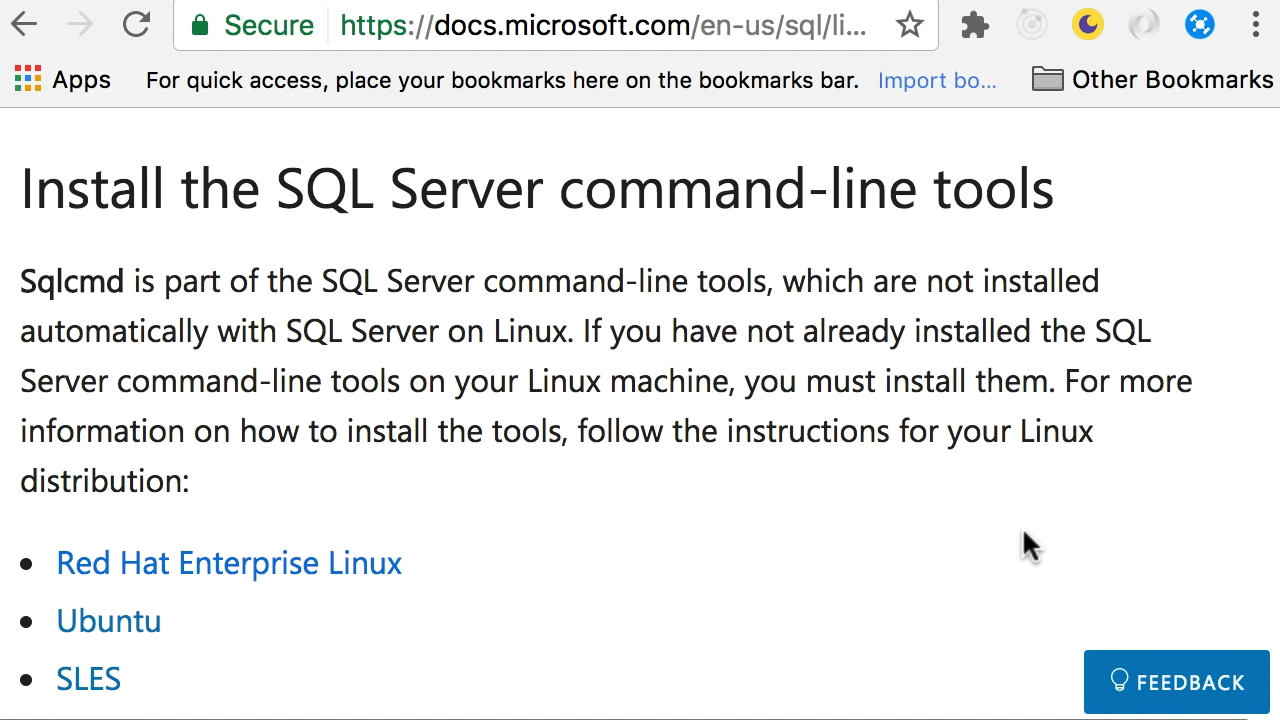 Secure https://docs.microsoft.com/en-us/sql/li...
Apps For quick access, place your bookmarks here on the bookmarks bar. Import bo... Other Bookmarks
Install the SQL Server command-line tools
Sqlcmd is part of the SQL Server command-line tools, which are not installed
automatically with SQL Server on Linux. If you have not already installed the SQL
Server command-line tools on your Linux machine, you must install them. For more
information on how to install the tools, follow the instructions for your Linux
distribution:
• Red Hat Enterprise Linux
• Ubuntu
• SLES
FEEDBACK